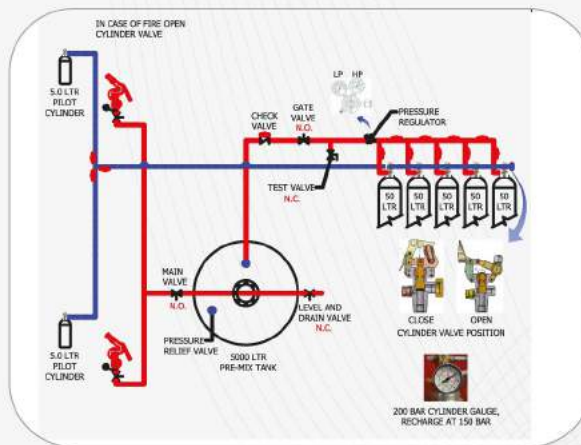 IN CASE OF FIRE OPEN
CYLINDER VALVE
5.0 LTR
PILOT
CYLINDER
LP HP
CHECK
VALVE
GATE
VALVE
N.O.
PRESSURE
REGULATOR
TEST VALVE
N.C.
50
LTR
50
LTR
50
LTR
50
LTR
50
LTR
MAIN
VALVE
N.O.
LEVEL AND
DRAIN VALVE
N.C.
CLOSE
OPEN
CYLINDER VALVE POSITION
PRESSURE
RELIEF VALVE
5000 LTR
PRE-MIX TANK
5.0 LTR
PILOT
CYLINDER
200 BAR CYLINDER GAUGE,
RECHARGE AT 150 BAR